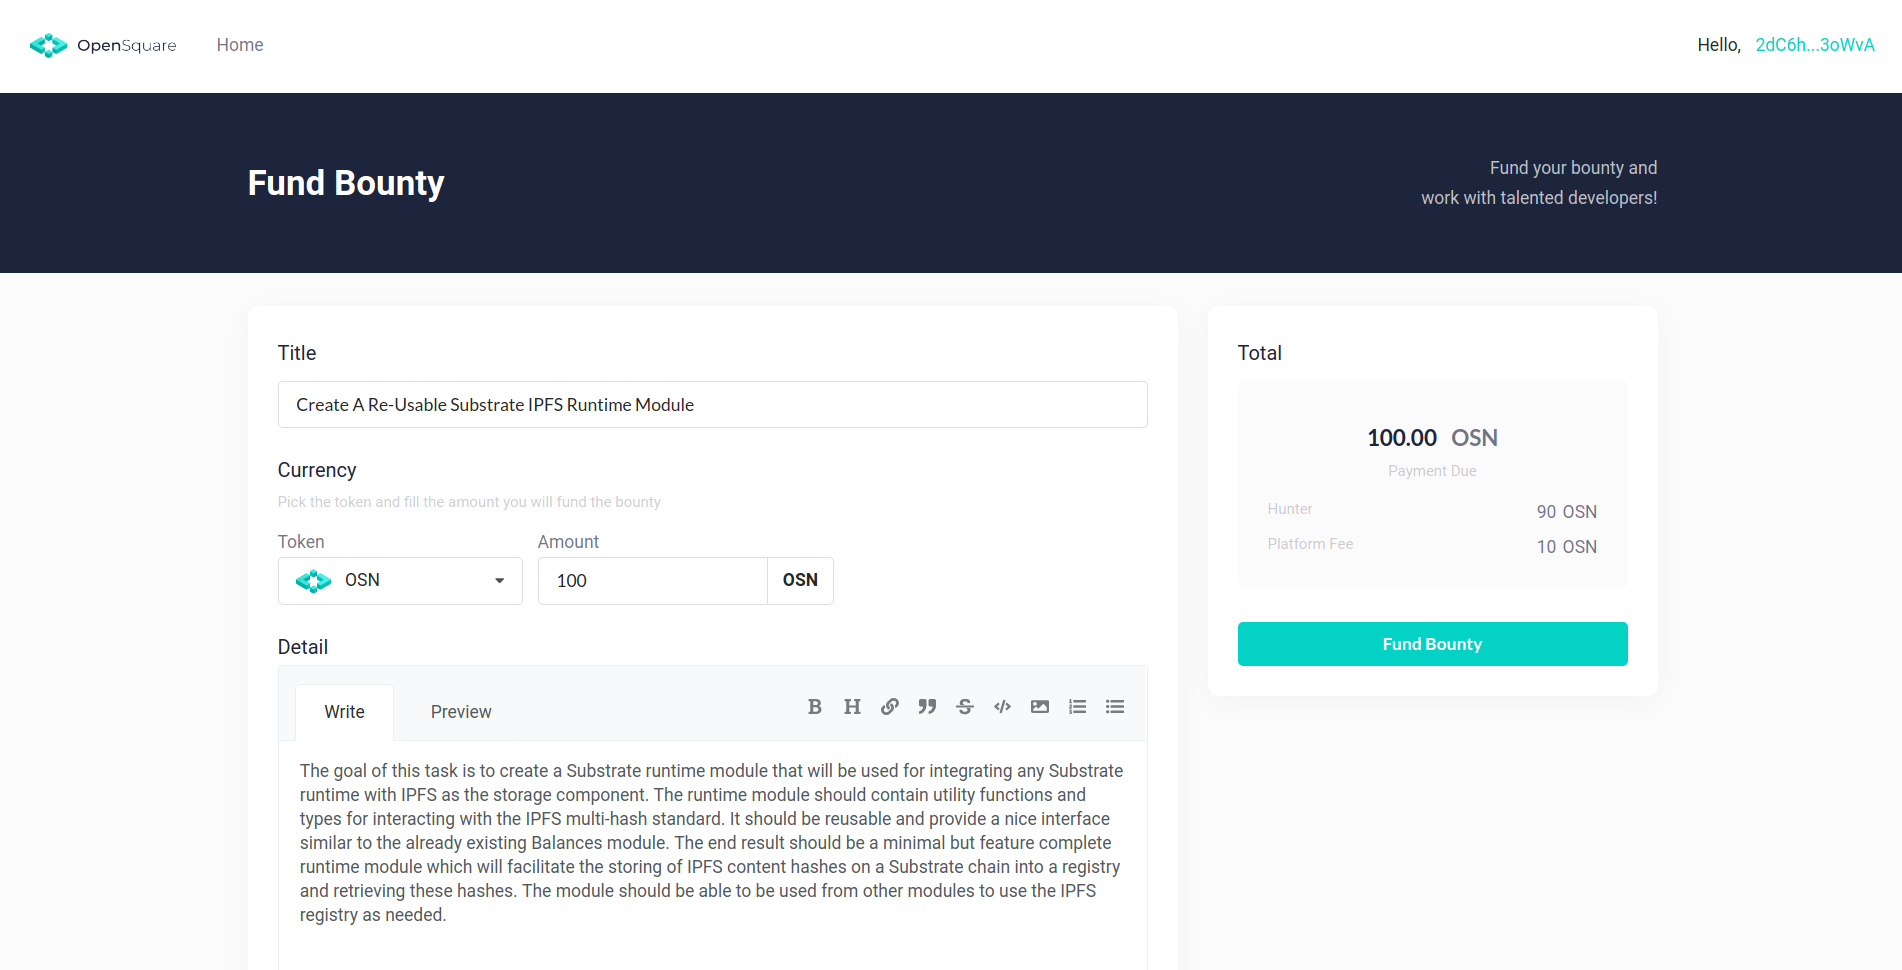 OpenSquare
Home
Hello, 2dC6h...3oWvA
Fund Bounty
Fund your bounty and
work with talented developers!
Title
Create A Re-Usable Substrate IPFS Runtime Module
Currency
Pick the token and fill the amount you will fund the bounty
Token
Amount
OSN
100
OSN
Detail
Write
Preview
The goal of this task is to create a Substrate runtime module that will be used for integrating any Substrate
runtime with IPFS as the storage component. The runtime module should contain utility functions and
types for interacting with the IPFS multi-hash standard. It should be reusable and provide a nice interface
similar to the already existing Balances module. The end result should be a minimal but feature complete
runtime module which will facilitate the storing of IPFS content hashes on a Substrate chain into a registry
and retrieving these hashes. The module should be able to be used from other modules to use the IPFS
registry as needed.
Total
100.00 OSN
Payment Due
Hunter 90 OSN
Platform Fee 10 OSN
Fund Bounty